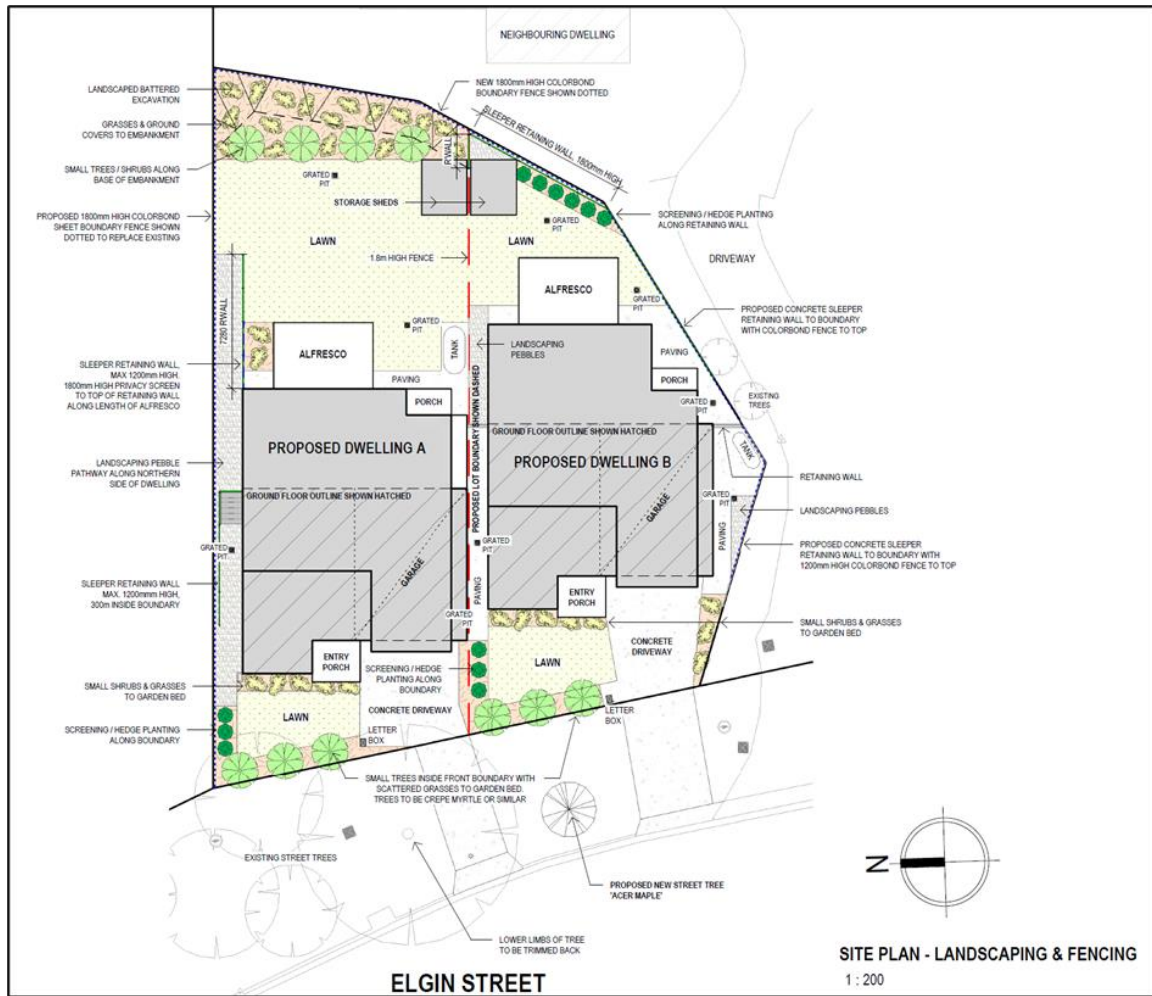 NEIGHBOURING DWELLING
LANDSCAPED BATTERED
EXCAVATION
NEW 1800mm HIGH COLORBOND
BOUNDARY FENCE SHOWN DOTTED
SLEEPER RETAINING WALL, 1800mm HIGH,
GRASSES & GROUND
COVERS TO EMBANKMENT
RWALL
SMALL TREES / SHRUBS ALONG
BASE OF EMBANKMENT
GRATED
PIT
STORAGE SHEDS
PROPOSED 1800mm HIGH COLORBOND
SHEET BOUNDARY FENCE SHOWN
DOTTED TO REPLACE EXISTING
SCREENING / HEDGE PLANTING
ALONG RETAINING WALL
GRATED
PIT
LAWN
LAWN
1.8m HIGH FENCE
DRIVEWAY
ALFRESCO
GRATED
PIT
7280 RWALL
PROPOSED CONCRETE SLEEPER
RETAINING WALL TO BOUNDARY
WITH COLORBOND FENCE TO TOP
GRATED
PIT
TANK
LANDSCAPING
PEBBLES
ALFRESCO
PAVING
PAVING
SLEEPER RETAINING WALL,
MAX 1200mm HIGH.
1800mm HIGH PRIVACY SCREEN
TO TOP OF RETAINING WALL
ALONG LENGTH OF ALFRESCO
PORCH
PORCH
GRATED
PIT
EXISTING
TREES
PROPOSED LOT BOUNDARY SHOWN DASHED
GROUND FLOOR OUTLINE SHOWN HATCHED
PROPOSED DWELLING A
PROPOSED DWELLING B
TANK
LANDSCAPING PEBBLE
PATHWAY ALONG NORTHERN
SIDE OF DWELLING
RETAINING WALL
GROUND FLOOR OUTLINE SHOWN HATCHED
GRATED
PIT
LANDSCAPING PEBBLES
GARAGE
PAVING
GRATED
PIT
GRATED
PIT
PROPOSED CONCRETE SLEEPER
RETAINING WALL TO BOUNDARY WITH
1200mm HIGH COLORBOND FENCE TO TOP
SLEEPER RETAINING WALL
MAX. 1200mmm HIGH,
300m INSIDE BOUNDARY
GARAGE
PAVING
ENTRY
PORCH
GRATED
PIT
SMALL SHRUBS & GRASSES
TO GARDEN BED
ENTRY
PORCH
CONCRETE
DRIVEWAY
SCREENING / HEDGE
PLANTING ALONG
BOUNDARY
LAWN
SMALL SHRUBS & GRASSES
TO GARDEN BED
LAWN
CONCRETE DRIVEWAY
LETTER
BOX
SCREENING / HEDGE PLANTING
ALONG BOUNDARY
LETTER
BOX
SMALL TREES INSIDE FRONT BOUNDARY WITH
SCATTERED GRASSES TO GARDEN BED.
TREES TO BE CREPE MYRTLE OR SIMILAR
EXISTING STREET TREES
PROPOSED NEW STREET TREE
'ACER MAPLE'
N
LOWER LIMBS OF TREE
TO BE TRIMMED BACK
SITE PLAN - LANDSCAPING & FENCING
1 : 200
ELGIN STREET